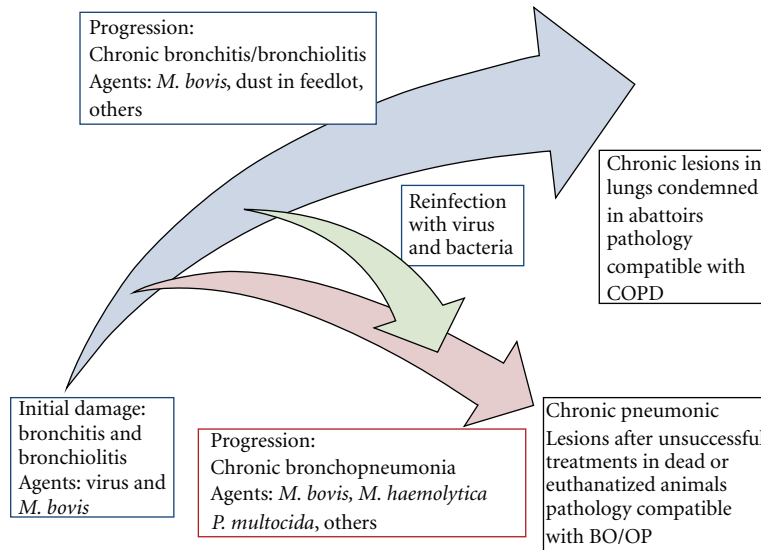 Progression:
Chronic bronchitis/bronchiolitis
Agents: M. bovis, dust in feedlot,
others
Reinfection
with virus
and bacteria
Chronic lesions in
lungs condemned
in abattoirs
pathology
compatible with
COPD
Initial damage:
bronchitis and
bronchiolitis
Agents: virus and
M. bovis
Progression:
Chronic bronchopneumonia
Agents: M. bovis, M. haemolytica
P. multocida, others
Chronic pneumonic
Lesions after unsuccessful
treatments in dead or
euthanatized animals
pathology compatible
with BO/OP